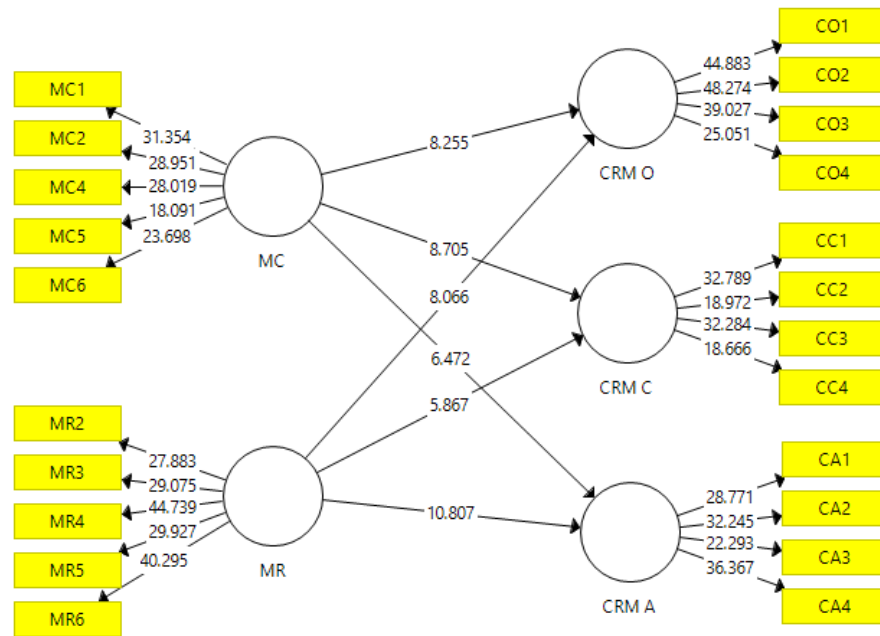 CO1
44.883
CO2
MC1
48.274
39.027
CO3
31.354
25.051
MC2
28.951
8.255
CO4
MC4
28.019
CRM O
18.091
MC5
23.698
CC1
8.705
MC6
MC
32.789
CC2
18.972
8.066
32.284
CC3
18.666
6.472
CRM C
CC4
5.867
MR2
27.883
CA1
MR3
29.075
28.771
44.739
CA2
10.807
32.245
MR4
29.927
22.293
CA3
40.295
36.367
MR5
MR
CRM A
CA4
MR6